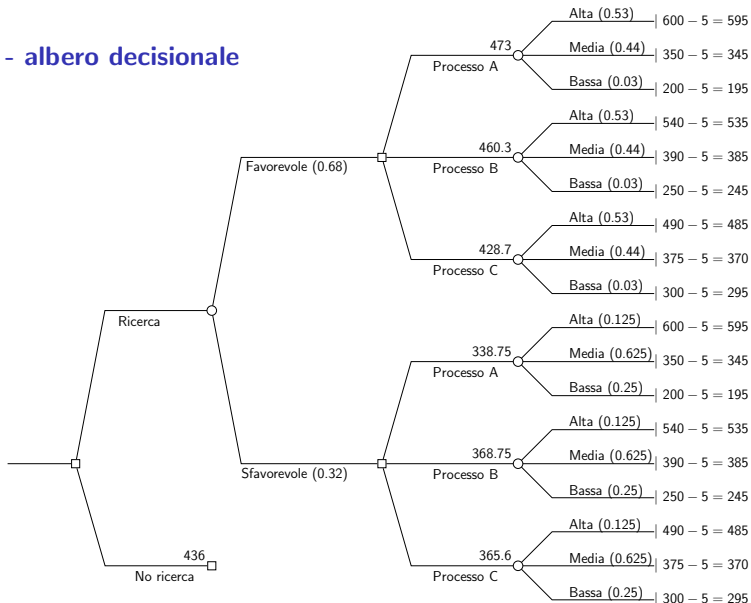 Alta (0.53) | 600 − 5 = 595
- albero decisionale
473 Media (0.44) | 350 − 5 = 345
Processo A
Bassa (0.03) | 200 − 5 = 195
Alta (0.53) | 540 − 5 = 535
460.3 Media (0.44) | 390 − 5 = 385
Favorevole (0.68) Processo B
Bassa (0.03) | 250 − 5 = 245
Alta (0.53) | 490 − 5 = 485
428.7 Media (0.44) | 375 − 5 = 370
Processo C
Bassa (0.03) | 300 − 5 = 295
Ricerca
Alta (0.125) | 600 − 5 = 595
338.75 Media (0.625) | 350 − 5 = 345
Processo A
Bassa (0.25) | 200 − 5 = 195
Alta (0.125) | 540 − 5 = 535
368.75 Media (0.625) | 390 − 5 = 385
Sfavorevole (0.32) Processo B
Bassa (0.25) | 250 − 5 = 245
Alta (0.125) | 490 − 5 = 485
436 365.6 Media (0.625) | 375 − 5 = 370
No ricerca Processo C
Bassa (0.25) | 300 − 5 = 295